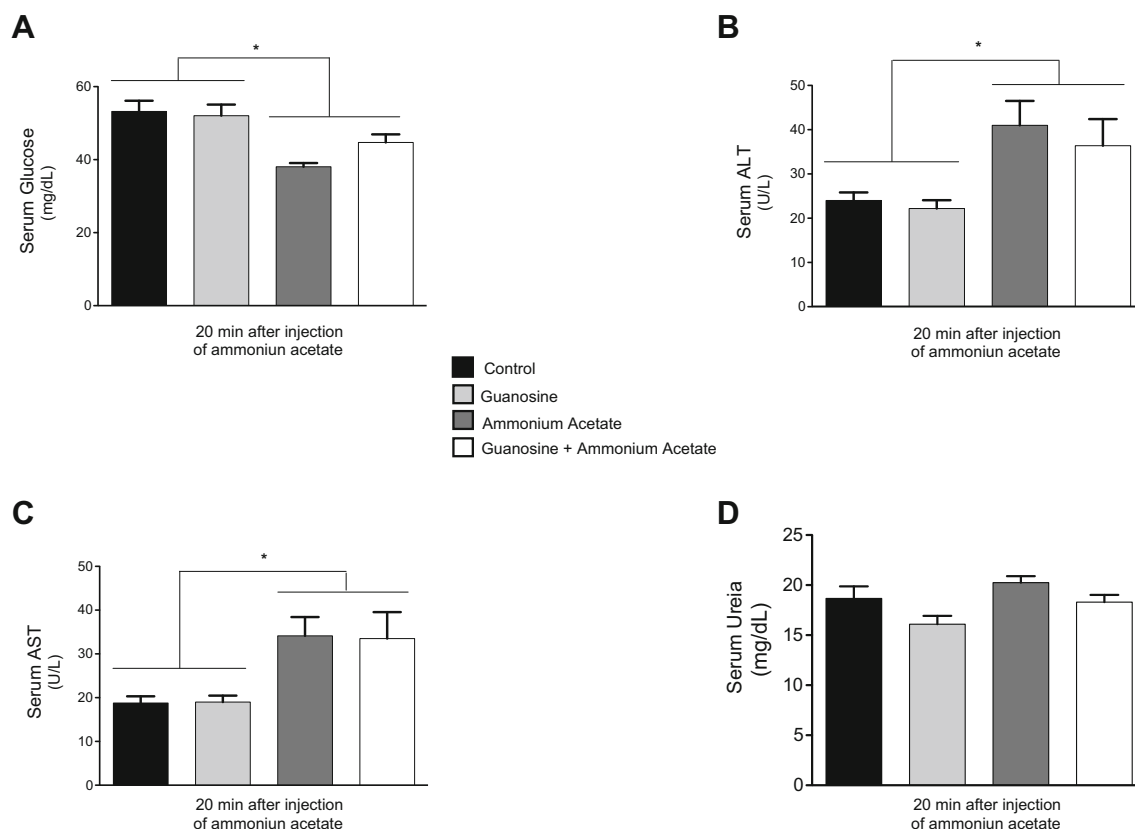 A
*
60
40
20
0
Serum Glucose
(mg/dL)
20 min after injection
of ammoniun acetate
B
*
50
40
30
20
10
0
Serum ALT
(U/L)
20 min after injection
of ammoniun acetate
Control
Guanosine
Ammonium Acetate
Guanosine + Ammonium Acetate
C
*
50
40
30
20
10
0
Serum AST
(U/L)
20 min after injection
of ammoniun acetate
D
25
20
15
10
5
0
Serum Ureia
(mg/dL)
20 min after injection
of ammoniun acetate